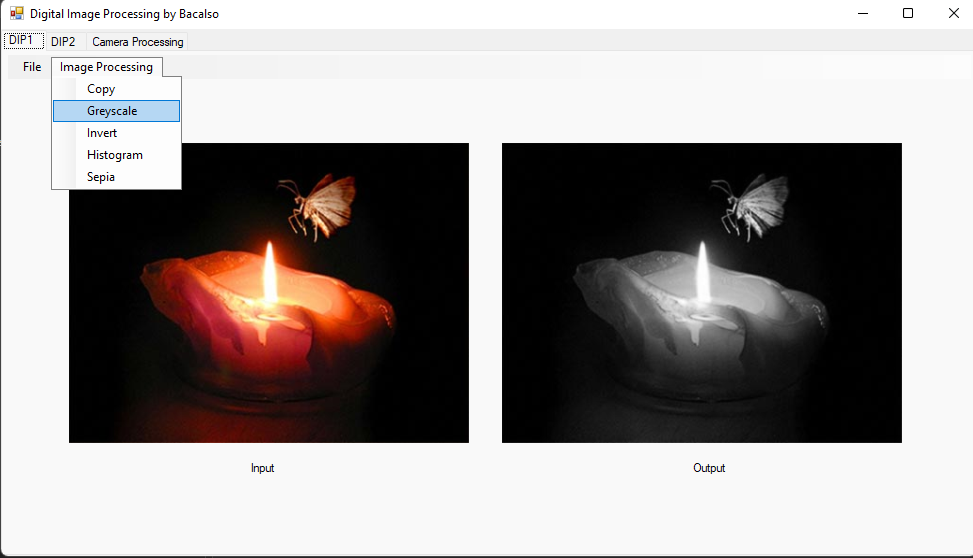 Digital Image Processing by Bacalso
DIP1 DIP2 Camera Processing
File Image Processing
Copy
Greyscale
Invert
Histogram
Sepia
Input Output